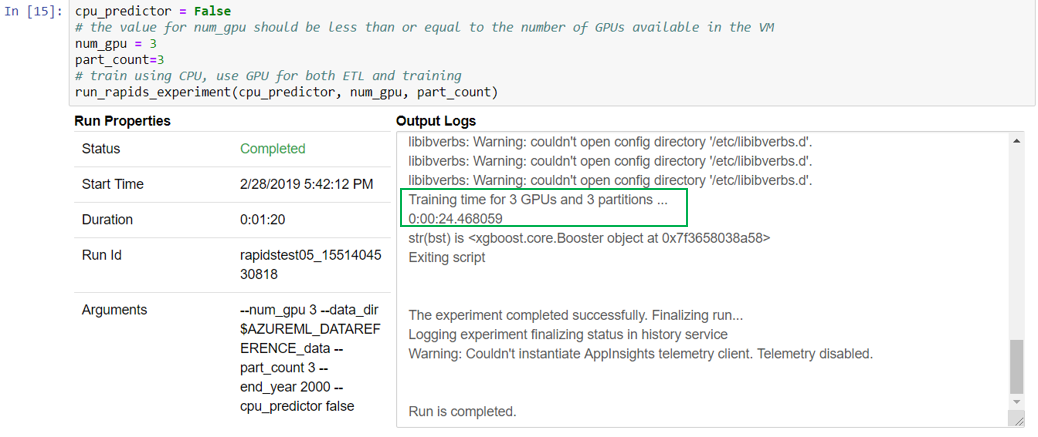 In [15]:
cpu_predictor = False
# the value for num_gpu should be less than or equal to the number of GPUs available in the VM
num_gpu = 3
part_count=3
# train using CPU, use GPU for both ETL and training
run_rapids_experiment(cpu_predictor, num_gpu, part_count)
Run Properties
Status Completed
Start Time 2/28/2019 5:42:12 PM
Duration 0:01:20
Run Id rapidstest05_15514045
30818
Arguments --num_gpu 3 --data_dir
$AZUREML_DATAREF
ERENCE_data --
part_count 3 --
end_year 2000 --
cpu_predictor false
Output Logs
libibverbs: Warning: couldn't open config directory '/etc/libibverbs.d'.
libibverbs: Warning: couldn't open config directory '/etc/libibverbs.d'.
libibverbs: Warning: couldn't open config directory '/etc/libibverbs.d'.
Training time for 3 GPUs and 3 partitions ...
0:00:24.468059
str(bst) is <xgboost.core.Booster object at 0x7f3658038a58>
Exiting script
The experiment completed successfully. Finalizing run...
Logging experiment finalizing status in history service
Warning: Couldn't instantiate AppInsights telemetry client. Telemetry disabled.
Run is completed.